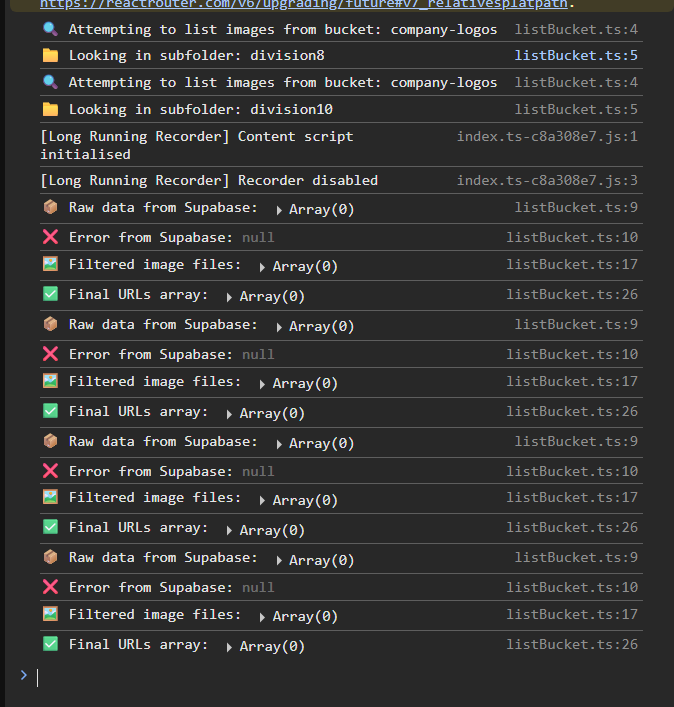 https://reactrouter.com/v6/upgrading/future#v7_relativesplatpath.
🔍 Attempting to list images from bucket: company-logos listBucket.ts:4
📁 Looking in subfolder: division8 listBucket.ts:5
🔍 Attempting to list images from bucket: company-logos listBucket.ts:4
📁 Looking in subfolder: division10 listBucket.ts:5
[Long Running Recorder] Content script index.ts-c8a308e7.js:1
initialised
[Long Running Recorder] Recorder disabled index.ts-c8a308e7.js:3
📦 Raw data from Supabase: ▶ Array(0) listBucket.ts:9
❌ Error from Supabase: null listBucket.ts:10
🖼️ Filtered image files: ▶ Array(0) listBucket.ts:17
✅ Final URLs array: ▶ Array(0) listBucket.ts:26
📦 Raw data from Supabase: ▶ Array(0) listBucket.ts:9
❌ Error from Supabase: null listBucket.ts:10
🖼️ Filtered image files: ▶ Array(0) listBucket.ts:17
✅ Final URLs array: ▶ Array(0) listBucket.ts:26
📦 Raw data from Supabase: ▶ Array(0) listBucket.ts:9
❌ Error from Supabase: null listBucket.ts:10
🖼️ Filtered image files: ▶ Array(0) listBucket.ts:17
✅ Final URLs array: ▶ Array(0) listBucket.ts:26
📦 Raw data from Supabase: ▶ Array(0) listBucket.ts:9
❌ Error from Supabase: null listBucket.ts:10
🖼️ Filtered image files: ▶ Array(0) listBucket.ts:17
✅ Final URLs array: ▶ Array(0) listBucket.ts:26
>